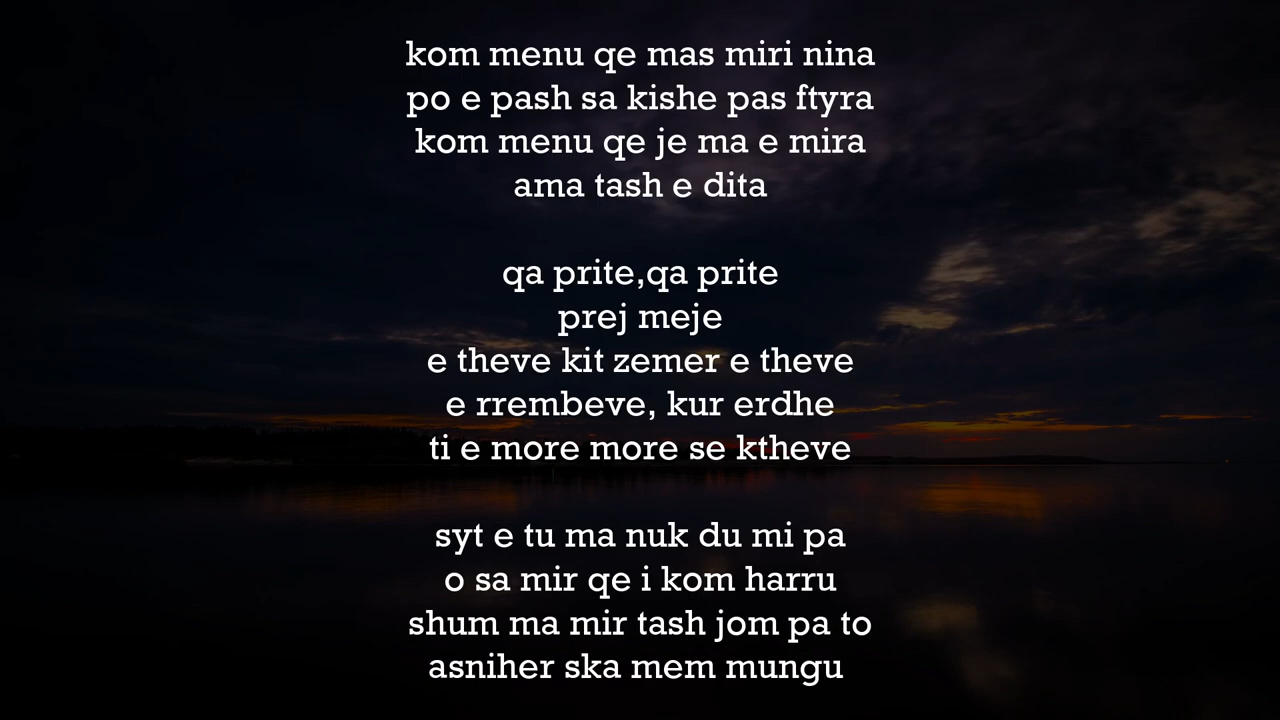 kom menu qe mas miri nina
po e pash sa kishe pas ftyra
kom menu qe je ma e mira
ama tash e dita
qa prite,qa prite
prej meje
e theve kit zemer e theve
e rrembeve, kur erdhe
ti e more more se ktheve
syt e tu ma nuk du mi pa
o sa mir qe i kom harru
shum ma mir tash jom pa to
asniher ska mem mungu